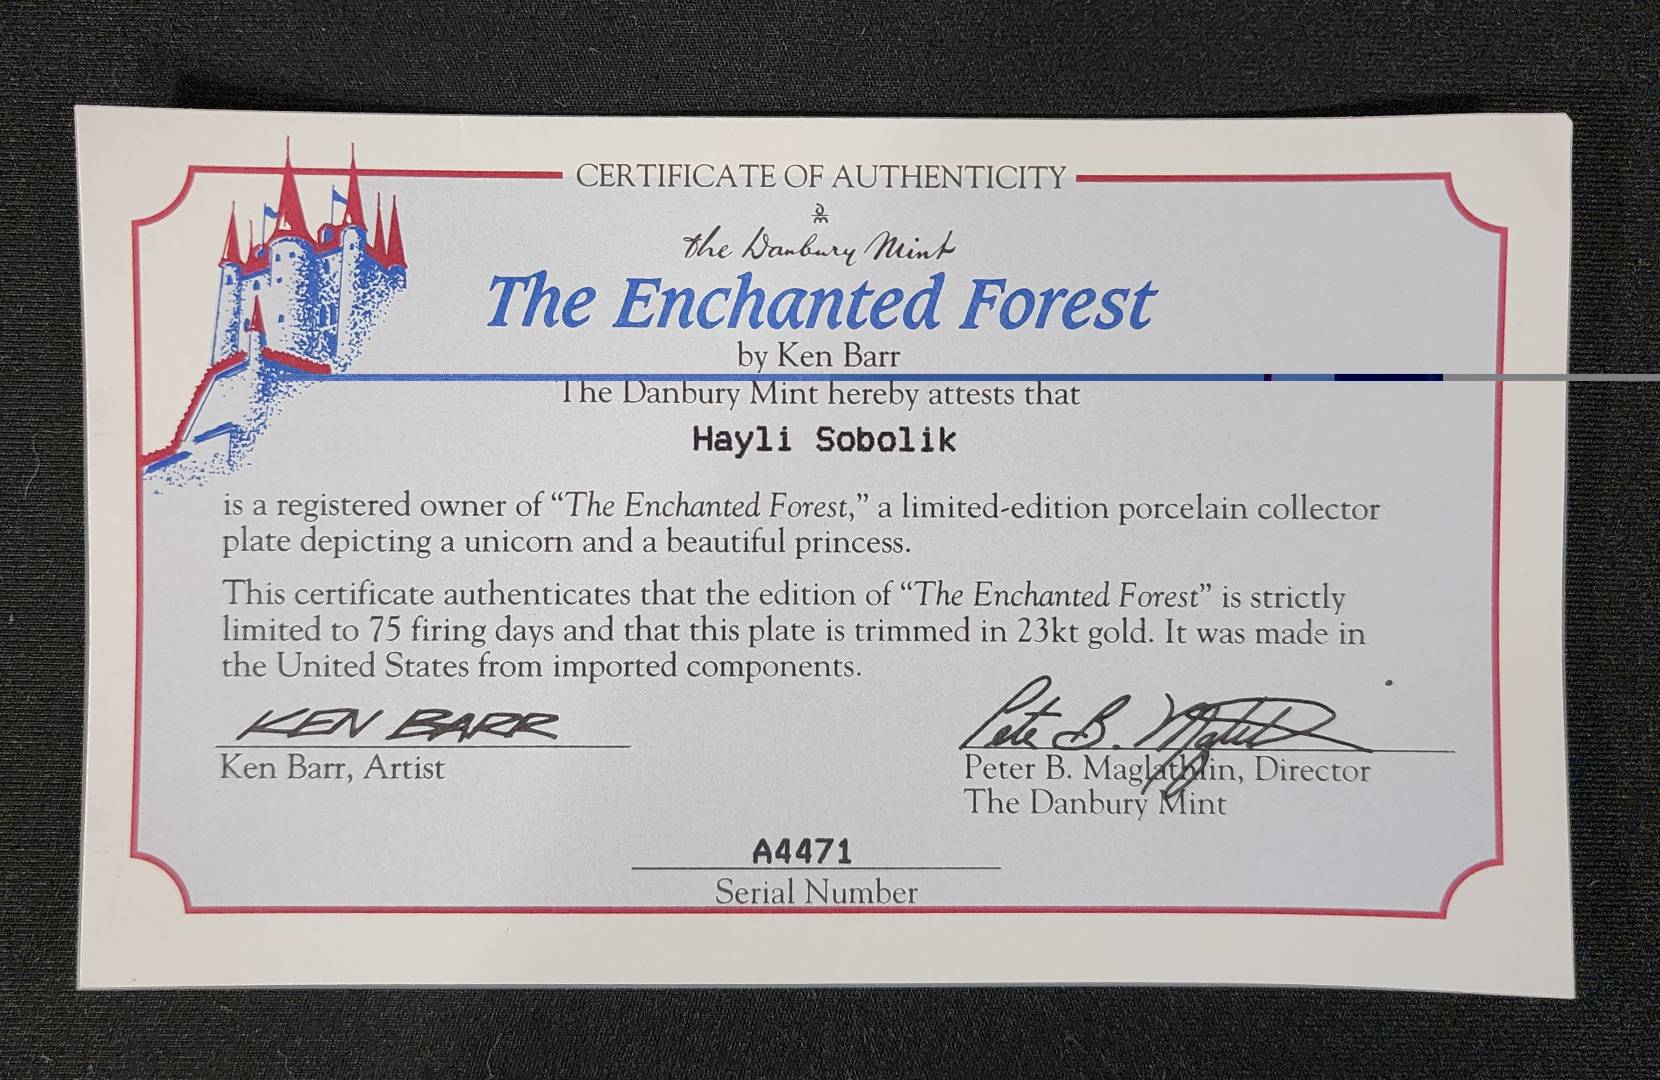 CERTIFICATE OF AUTHENTICITY
the Danbury Mint
The Enchanted Forest
by Ken Barr
The Danbury Mint hereby attests that
Hayli Sobolik
is a registered owner of “The Enchanted Forest,” a limited-edition porcelain collector
plate depicting a unicorn and a beautiful princess.
This certificate authenticates that the edition of “The Enchanted Forest” is strictly
limited to 75 firing days and that this plate is trimmed in 23kt gold. It was made in
the United States from imported components.
KEN BARR
Ken Barr, Artist
Pete B. Maglathlin
Peter B. Maglathlin, Director
The Danbury Mint
A4471
Serial Number